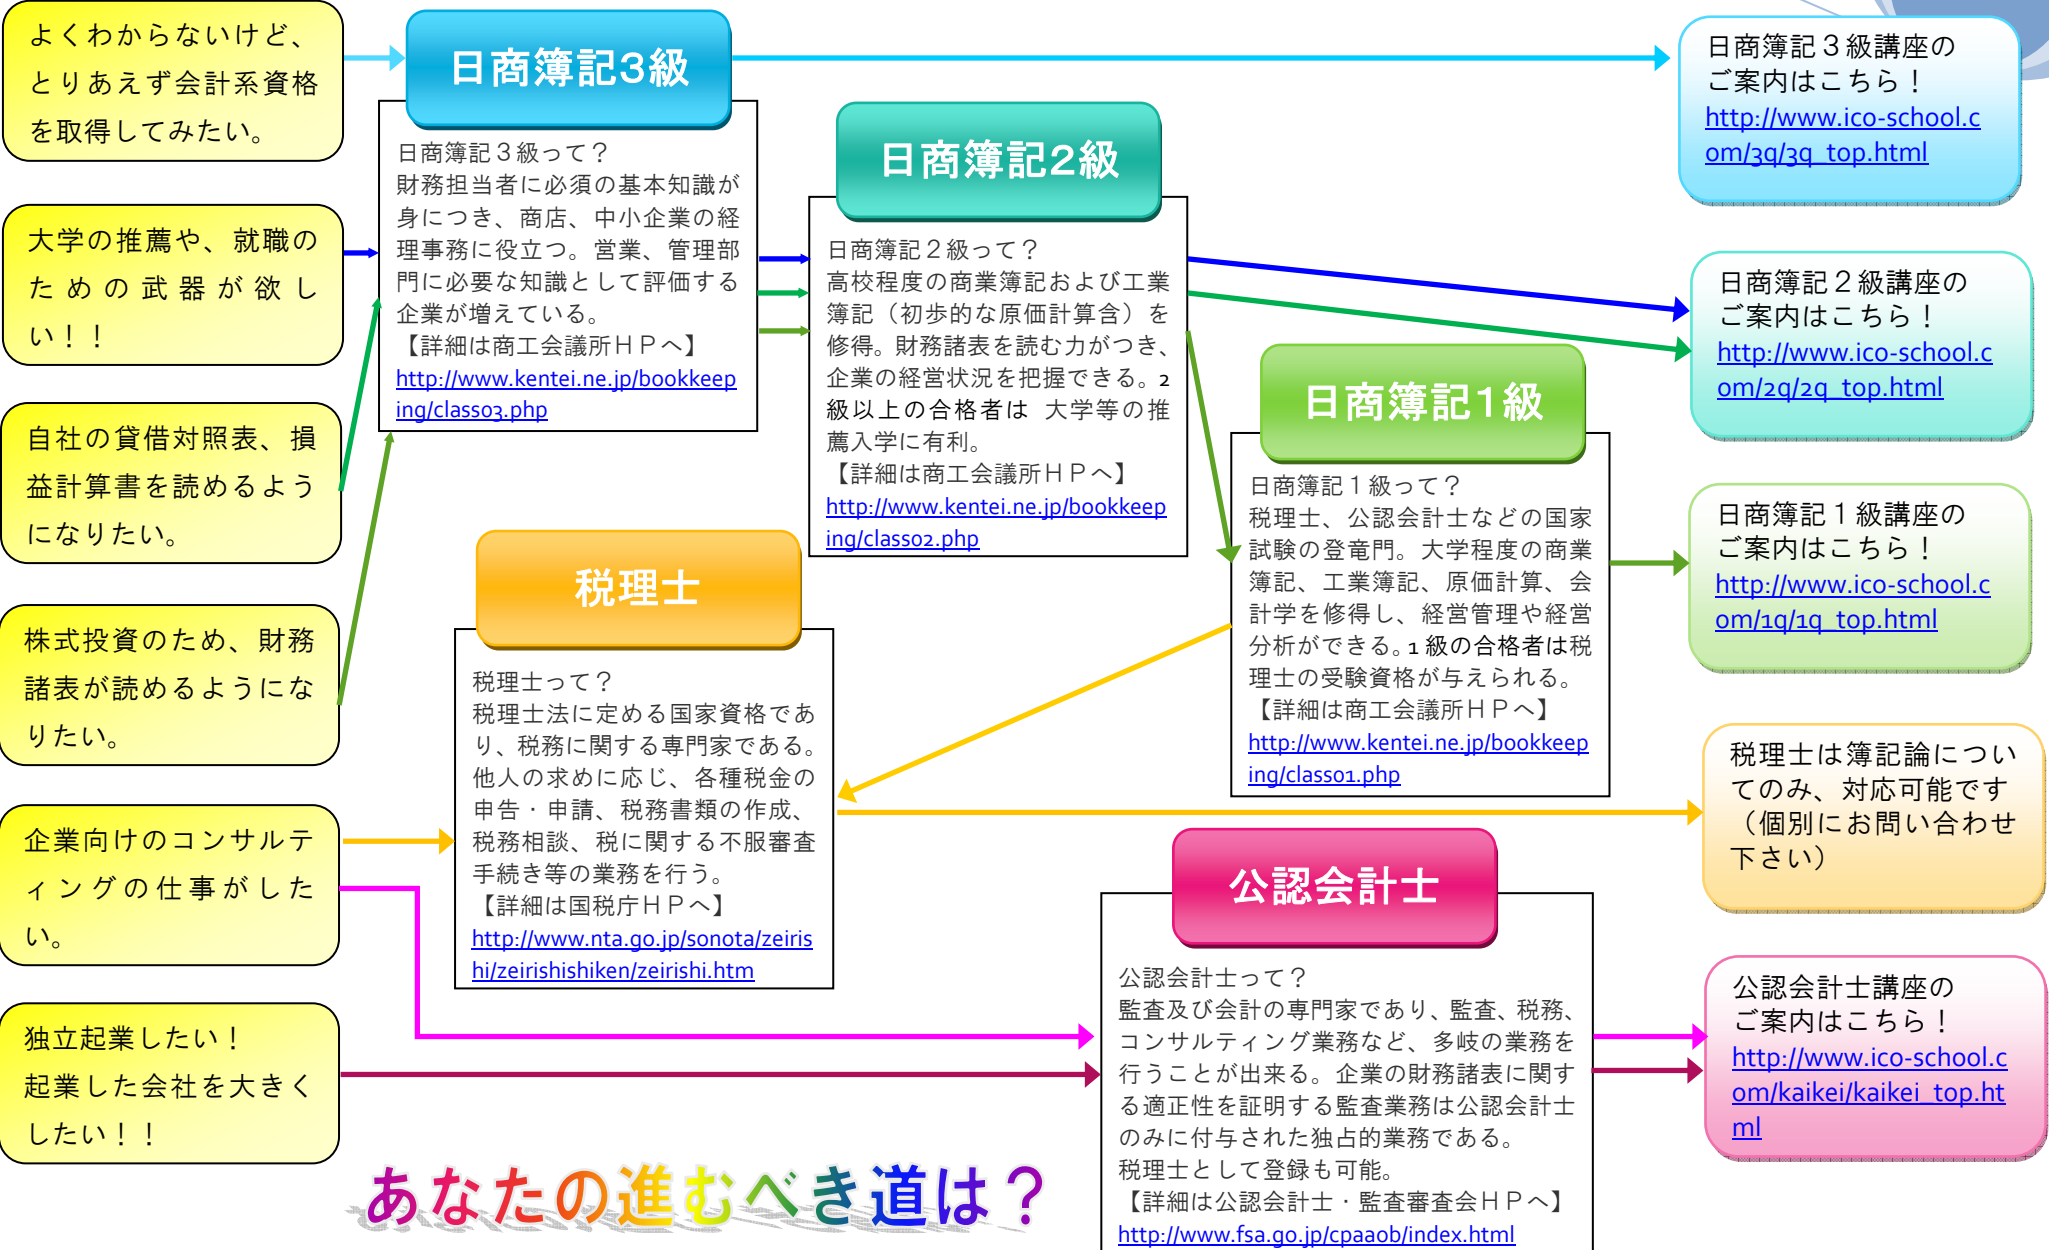 よくわからないけど、
とりあえず会計系資格
を取得してみたい。
大学の推薦や、就職の
ための武器が欲し
い！！
自社の貸借対照表、損
益計算書を読めるよう
になりたい。
株式投資のため、財務
諸表が読めるようにな
りたい。
企業向けのコンサルテ
ィングの仕事がした
い。
独立起業したい！
起業した会社を大きく
したい！！
日商簿記3級
日商簿記３級って？
財務担当者に必須の基本知識が
身につき、商店、中小企業の経
理事務に役立つ。営業、管理部
門に必要な知識として評価する
企業が増えている。
【詳細は商工会議所ＨＰへ】
http://www.kentei.ne.jp/bookkeep
ing/class03.php
日商簿記2級
日商簿記２級って？
高校程度の商業簿記および工業
簿記（初歩的な原価計算含）を
修得。財務諸表を読む力がつき、
企業の経営状況を把握できる。2
級以上の合格者は 大学等の推
薦入学に有利。
【詳細は商工会議所ＨＰへ】
http://www.kentei.ne.jp/bookkeep
ing/class02.php
日商簿記1級
日商簿記１級って？
税理士、公認会計士などの国家
試験の登竜門。大学程度の商業
簿記、工業簿記、原価計算、会
計学を修得し、経営管理や経営
分析ができる。1 級の合格者は税
理士の受験資格が与えられる。
【詳細は商工会議所ＨＰへ】
http://www.kentei.ne.jp/bookkeep
ing/class01.php
税理士
税理士って？
税理士法に定める国家資格であ
り、税務に関する専門家である。
他人の求めに応じ、各種税金の
申告・申請、税務書類の作成、
税務相談、税に関する不服審査
手続き等の業務を行う。
【詳細は国税庁ＨＰへ】
http://www.nta.go.jp/sonota/zeiris
hi/zeirishishiken/zeirishi.htm
公認会計士
公認会計士って？
監査及び会計の専門家であり、監査、税務、
コンサルティング業務など、多岐の業務を
行うことが出来る。企業の財務諸表に関す
る適正性を証明する監査業務は公認会計士
のみに付与された独占的業務である。
税理士として登録も可能。
【詳細は公認会計士・監査審査会ＨＰへ】
http://www.fsa.go.jp/cpaaob/index.html
日商簿記３級講座の
ご案内はこちら！
http://www.ico-school.c
om/3q/3q_top.html
日商簿記２級講座の
ご案内はこちら！
http://www.ico-school.c
om/2q/2q_top.html
日商簿記１級講座の
ご案内はこちら！
http://www.ico-school.c
om/1q/1q_top.html
税理士は簿記論につい
てのみ、対応可能です
（個別にお問い合わせ
下さい）
公認会計士講座の
ご案内はこちら！
http://www.ico-school.c
om/kaikei/kaikei_top.ht
ml
あなたの進むべき道は？